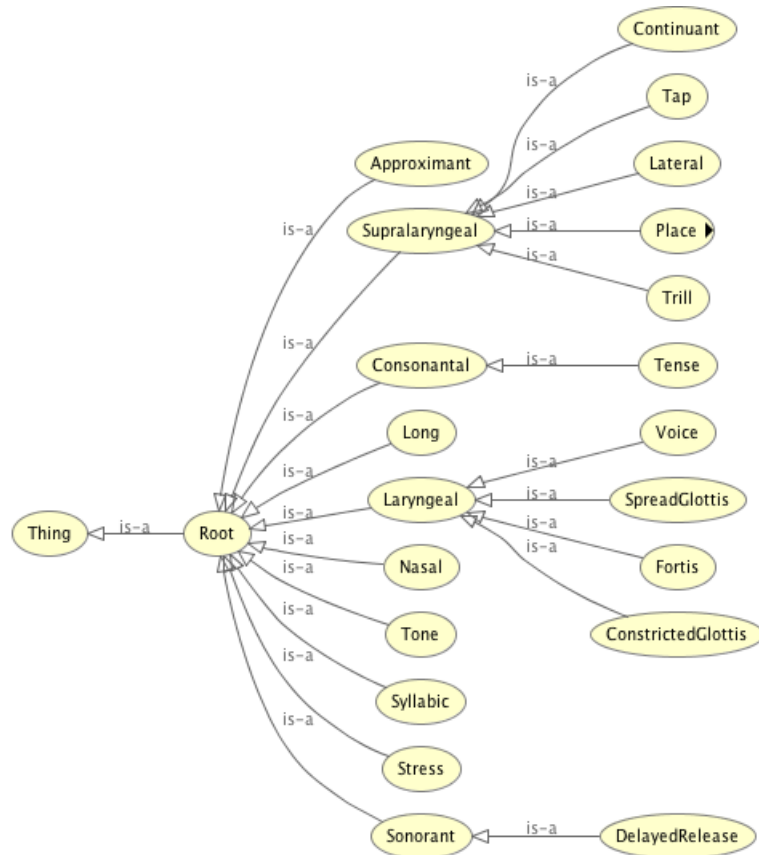 Continuant
is-a
Tap
is-a
Approximant
Lateral
is-a
is-a
Supralaryngeal
is-a
Place
is-a
Trill
is-a
Consonantal
is-a
Tense
is-a
Long
Voice
is-a
is-a
Laryngeal
is-a
SpreadGlottis
is-a
Thing
is-a
Root
is-a
is-a
Nasal
is-a
Fortis
is-a
Tone
ConstrictedGlottis
is-a
is-a
Syllabic
is-a
Stress
Sonorant
is-a
DelayedRelease